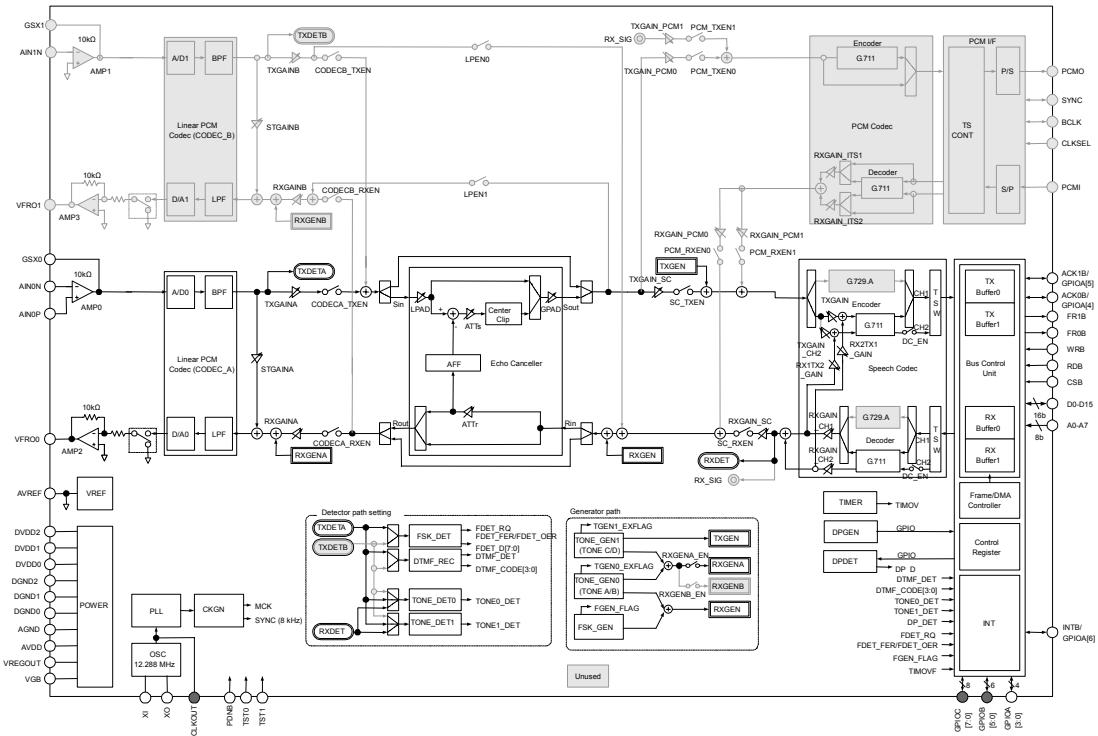 GSX1
10kΩ
AIN1N
AMP1
A/D1
BPF
Linear PCM
Codec (CODEC_B)
D/A1
LPF
TXDETB
TXGAINB
CODECB_TXEN
STGAINB
LPEN0
LPEN1
RXGAINB
CODECB_RXEN
RXGENB
10kΩ
VFRO1
AMP3
TXGAIN_PCM1
RX_SIG
PCM_TXEN1
TXGAIN_PCM0
PCM_TXEN0
Encoder
G.711
PCM Codec
RXGAIN_ITS1
Decoder
G.711
RXGAIN_ITS2
PCM I/F
TS
CONT
P/S
S/P
PCMO
SYNC
BCLK
CLKSEL
PCMI
RXGAIN_PCM0
RXGAIN_PCM1
PCM_RXEN0
PCM_RXEN1
GSX0
10kΩ
AIN0N
AIN0P
AMP0
A/D0
BPF
Linear PCM
Codec (CODEC_A)
D/A0
LPF
TXDETA
TXGAINA
CODECA_TXEN
STGAINA
RXGAINA
CODECA_RXEN
RXGENA
10kΩ
VFRO0
AMP2
Sin
LPAD
+
-
ATTs
Center
Clip
GPAD
Sout
AFF
Echo Canceller
ATTr
Rout
Rin
RXGEN
TXGEN
TXGAIN_SC
SC_TXEN
RXGAIN_SC
SC_RXEN
RXDET
RX_SIG
G.729.A
TXGAIN
CH1
Encoder
G.711
CH1
CH2
DC_EN
T
S
W
TXGAIN
_CH2
RX2TX1
_GAIN
RX1TX2
_GAIN
Speech Codec
RXGAIN
CH1
G.729.A
Decoder
G.711
RXGAIN
CH2
CH1
CH2
DC_EN
T
S
W
TX
Buffer0
TX
Buffer1
Bus Control
Unit
RX
Buffer0
RX
Buffer1
Frame/DMA
Controller
Control
Register
INT
ACK1B/
GPIOA[5]
ACK0B/
GPIOA[4]
FR1B
FR0B
WRB
RDB
CSB
D0-D15
16b
A0-A7
8b
INTB/
GPIOA[6]
AVREF
VREF
DVDD2
DVDD1
DVDD0
DGND2
DGND1
DGND0
AGND
AVDD
VREGOUT
VGB
POWER
PLL
CKGN
MCK
SYNC (8 kHz)
OSC
12.288 MHz
XI
XO
CLKOUT
PDNB
TST0
TST1
Detector path setting
TXDETA
TXDETB
RXDET
FSK_DET
FDET_RQ
FDET_FER/FDET_OER
FDET_D[7:0]
DTMF_REC
DTMF_DET
DTMF_CODE[3:0]
TONE_DET0
TONE0_DET
TONE_DET1
TONE1_DET
Generator path
TGEN1_EXFLAG
TONE_GEN1
(TONE C/D)
TXGEN
TGEN0_EXFLAG
TONE_GEN0
(TONE A/B)
RXGENA_EN
RXGENA
RXGENB
RXGENB_EN
FGEN_FLAG
FSK_GEN
RXGEN
Unused
TIMER
TIMOV
DPGEN
GPIO
DPDET
GPIO
DP_D
DTMF_DET
DTMF_CODE[3:0]
TONE0_DET
TONE1_DET
DP_DET
FDET_RQ
FDET_FER/FDET_OER
FGEN_FLAG
TIMOVF
8
6
4
GPIOC
[7:0]
GPIOB
[5:0]
GPIOA
[3:0]